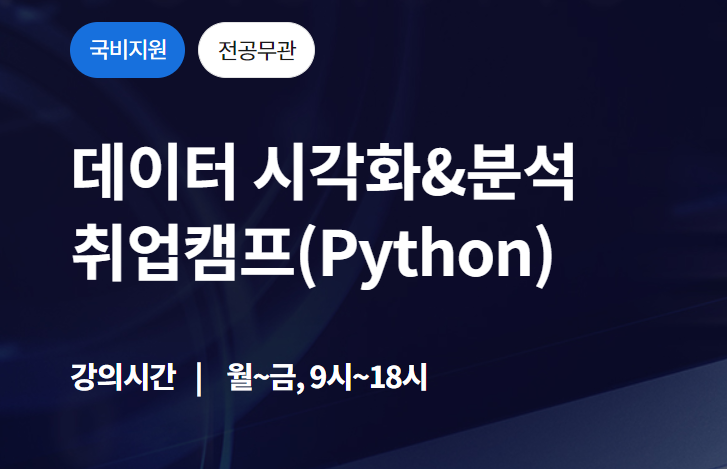 국비지원 전공무관
데이터 시각화&분석
취업캠프(Python)
강의시간 | 월~금, 9시~18시